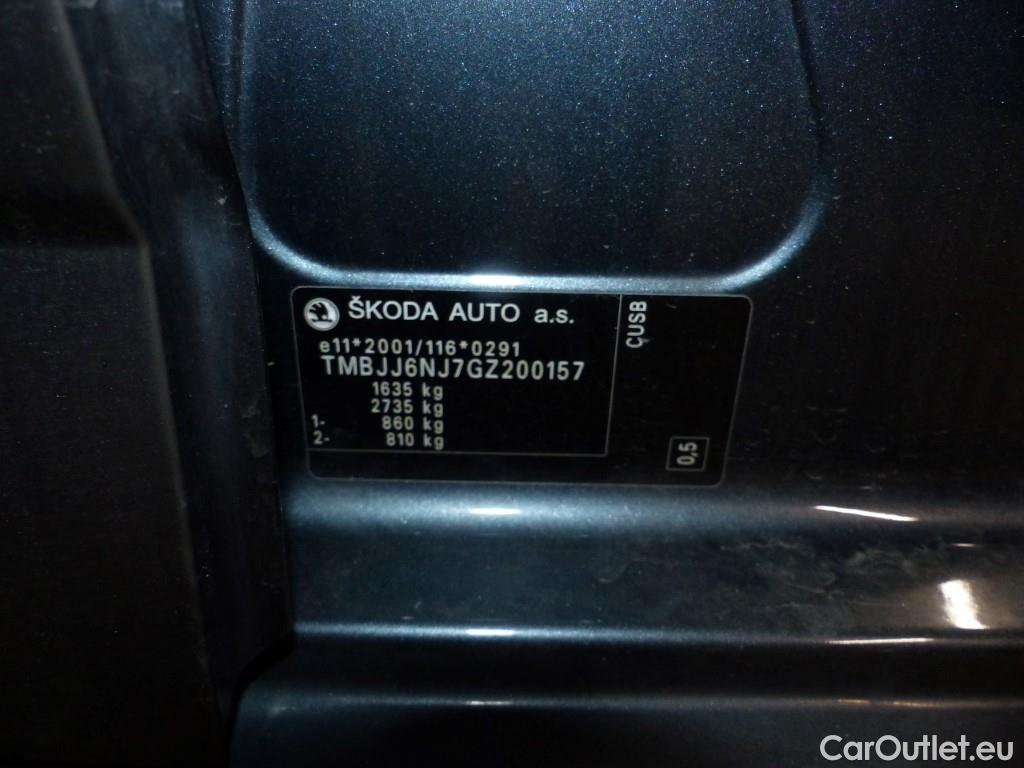 ŠKODA AUTO a.s.
e11*2001/116*0291
TMBJJ6NJ7GZ200157
1635 kg
2735 kg
1- 860 kg
2- 810 kg
CUSB
0,5
CarOutlet.eu